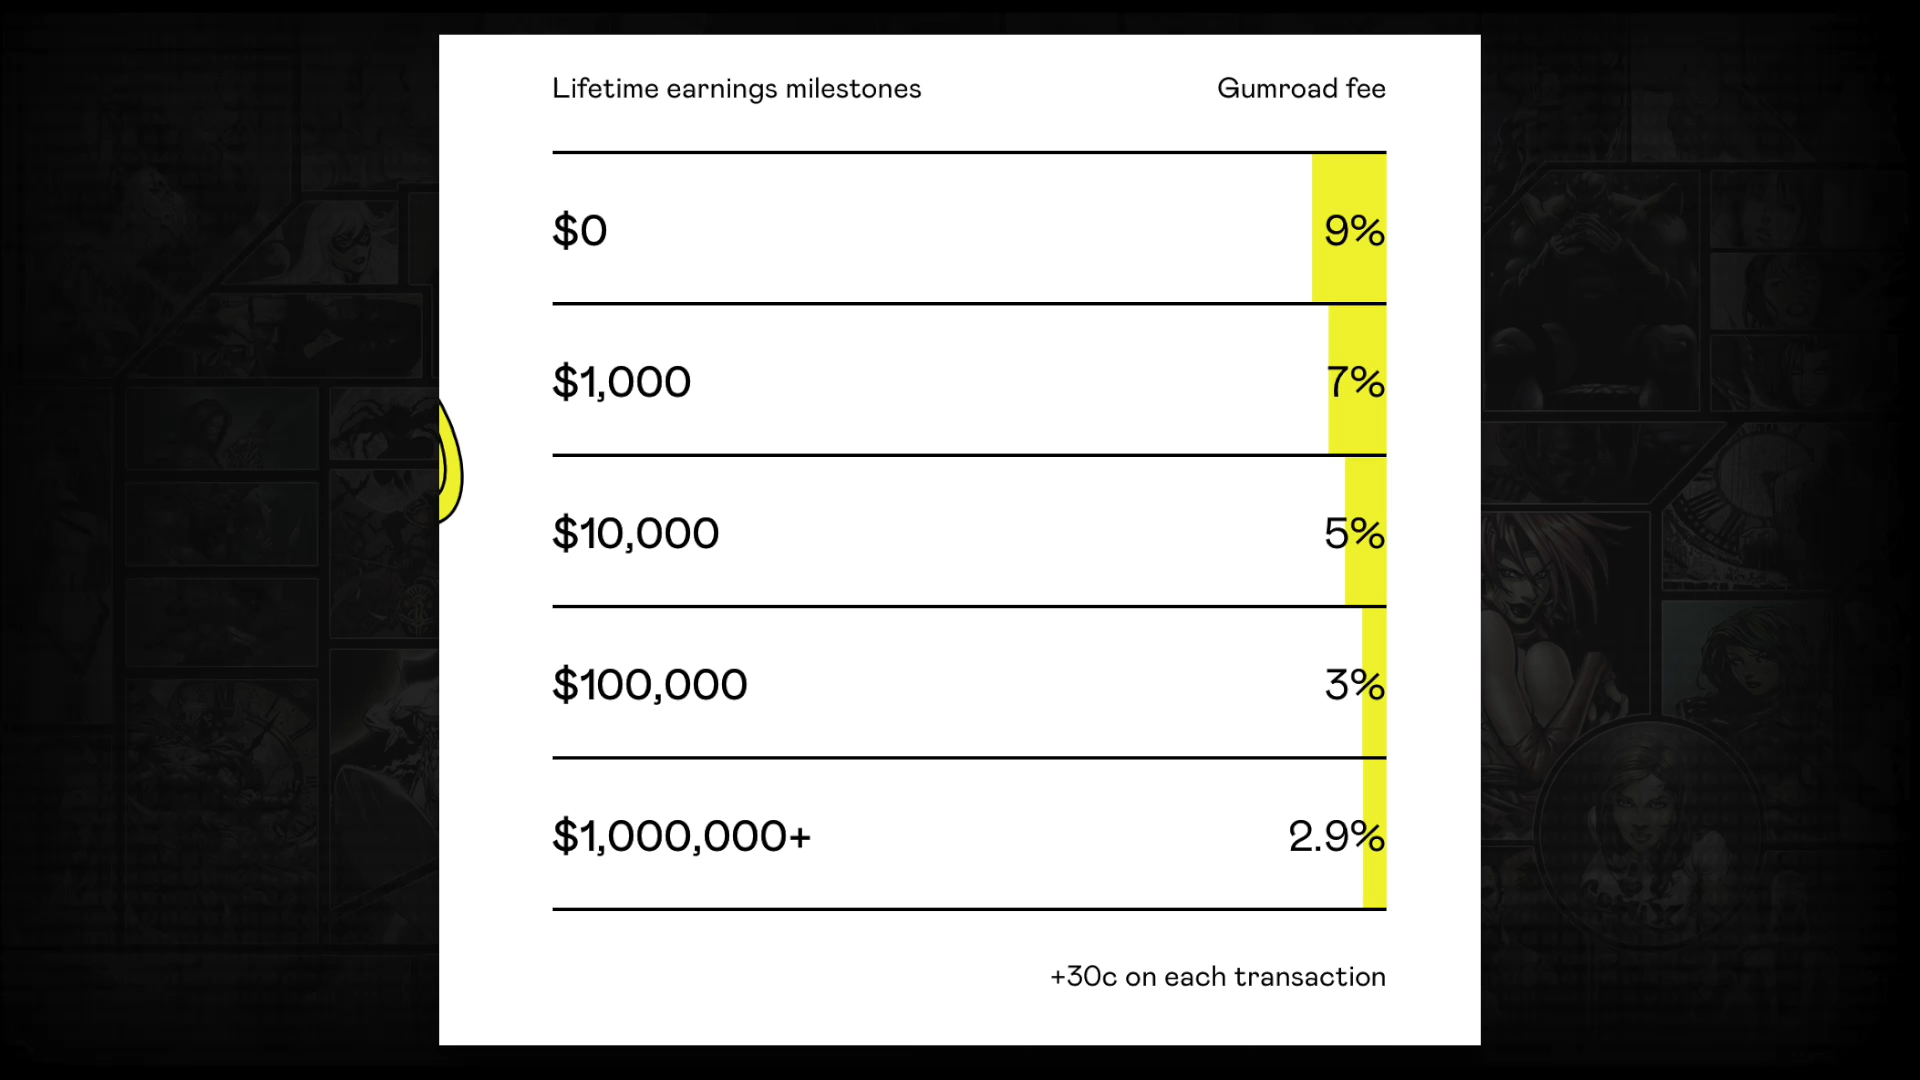 Lifetime earnings milestones Gumroad fee
$0 9%
$1,000 7%
$10,000 5%
$100,000 3%
$1,000,000+ 2.9%
+30c on each transaction